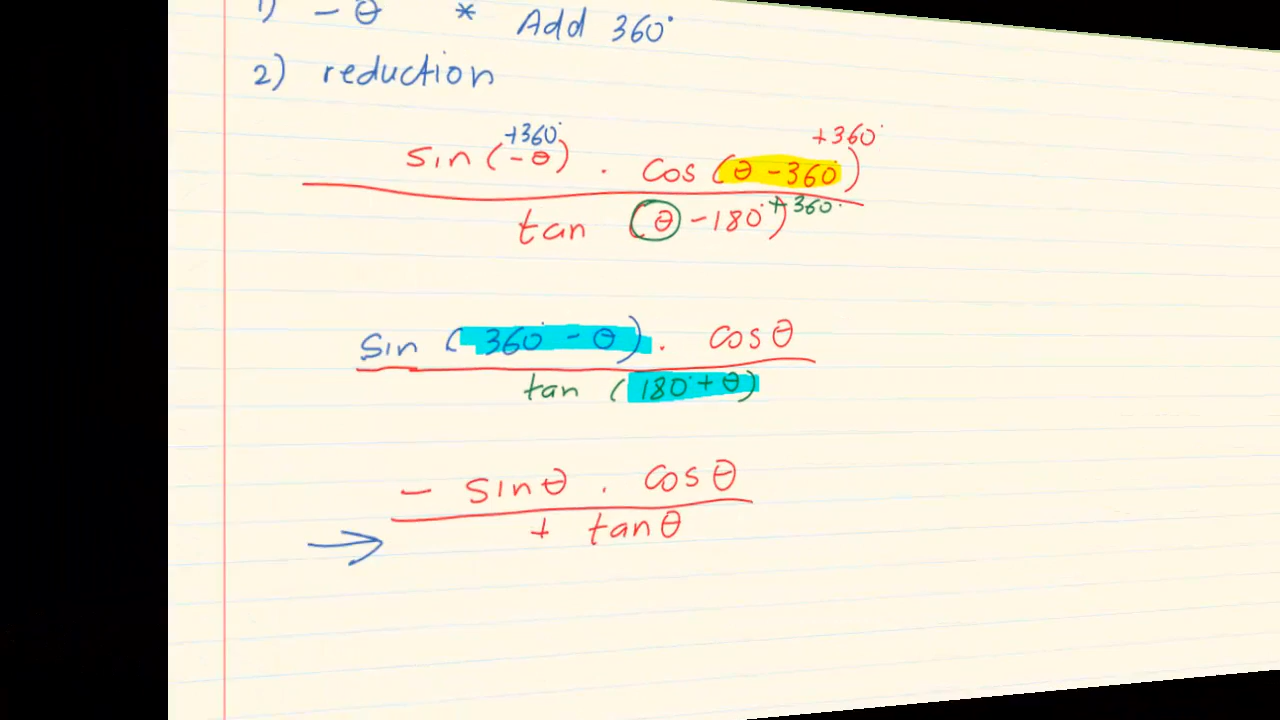 1) - θ * Add 360°
2) reduction
+360° +360°
sin (-θ) . cos (θ - 360°)
tan (θ - 180°) +360°
sin (360° - θ) . cos θ
tan (180° + θ)
- sin θ . cos θ
+ tan θ